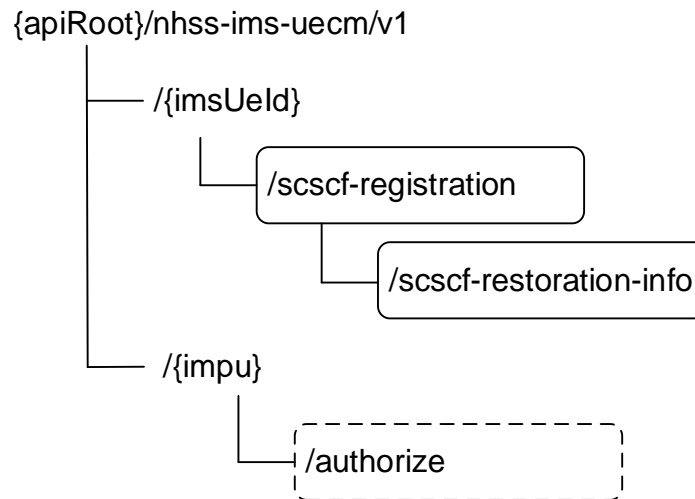 {apiRoot}/nhss-ims-uecm/v1
/{imsUeId}
/scscf-registration
/scscf-restoration-info
/{impu}
/authorize